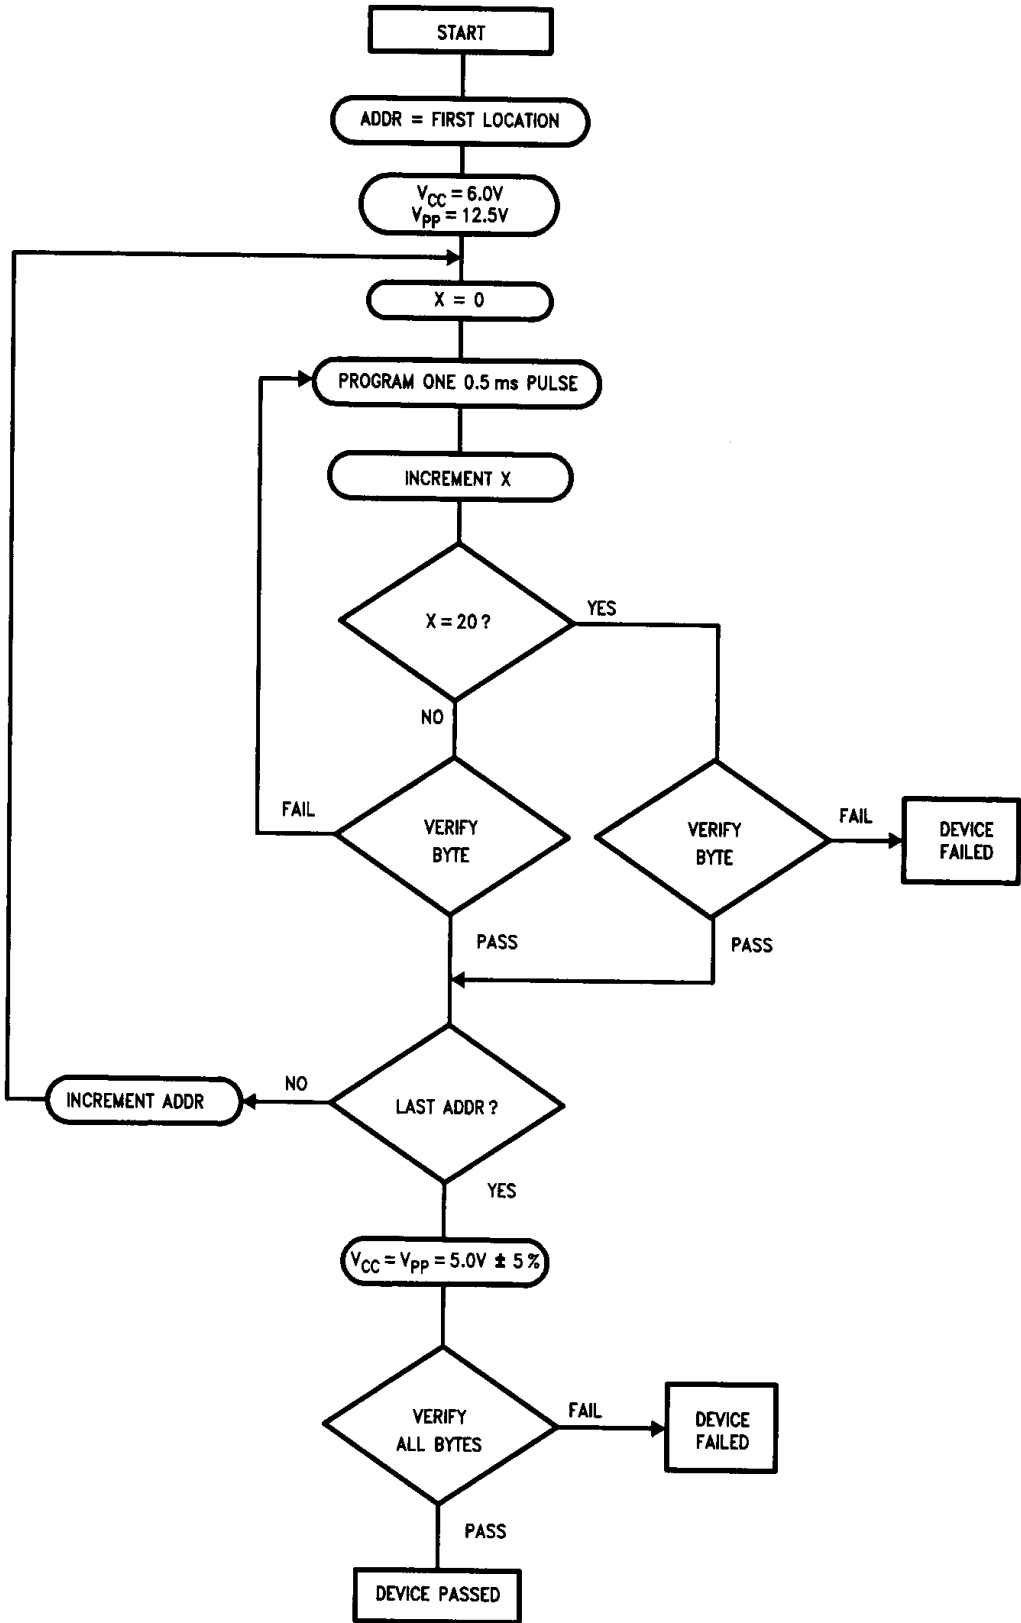 START
ADDR = FIRST LOCATION
VCC = 6.0V
VPP = 12.5V
X = 0
PROGRAM ONE 0.5 ms PULSE
INCREMENT X
X = 20 ?
YES
NO
FAIL
VERIFY
BYTE
VERIFY
BYTE
FAIL
DEVICE
FAILED
PASS
PASS
INCREMENT ADDR
NO
LAST ADDR ?
YES
VCC = VPP = 5.0V ± 5%
VERIFY
ALL BYTES
FAIL
DEVICE
FAILED
PASS
DEVICE PASSED